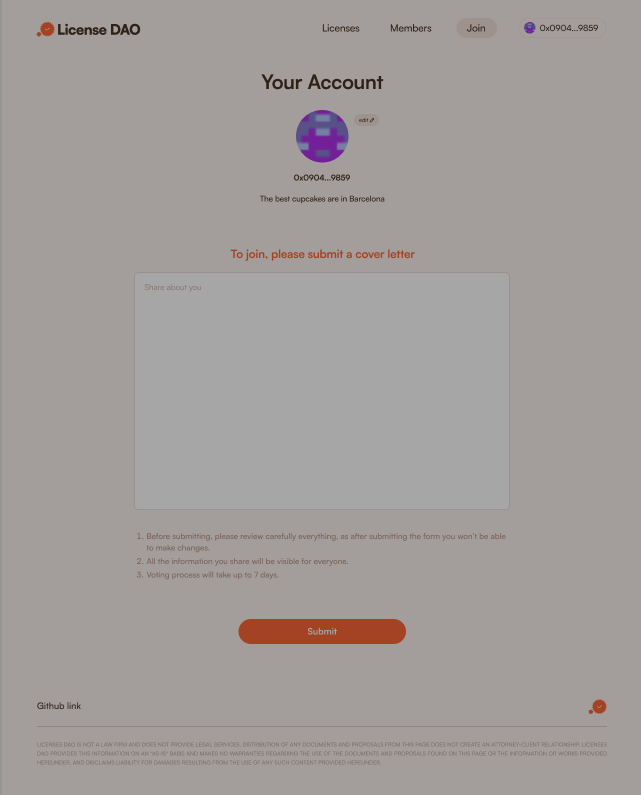 License DAO
Licenses
Members
Join
0x0904...9859
Your Account
edit
0x0904...9859
The best cupcakes are in Barcelona
To join, please submit a cover letter
Share about you
1. Before submitting, please review carefully everything, as after submitting the form you won't be able
to make changes.
2. All the information you share will be visible for everyone.
3. Voting process will take up to 7 days.
Submit
Github link
LICENSES DAO IS NOT A LAW FIRM AND DOES NOT PROVIDE LEGAL SERVICES. DISTRIBUTION OF ANY DOCUMENTS AND PROPOSALS FROM THIS PAGE DOES NOT CREATE AN ATTORNEY-CLIENT RELATIONSHIP. LICENSES
DAO PROVIDES THIS INFORMATION ON AN "AS-IS" BASIS AND MAKES NO WARRANTIES REGARDING THE USE OF THE DOCUMENTS AND PROPOSALS FOUND ON THIS PAGE OR THE INFORMATION OR WORKS PROVIDED
HEREUNDER, AND DISCLAIMS LIABILITY FOR DAMAGES RESULTING FROM THE USE OF ANY SUCH CONTENT PROVIDED HEREUNDER.